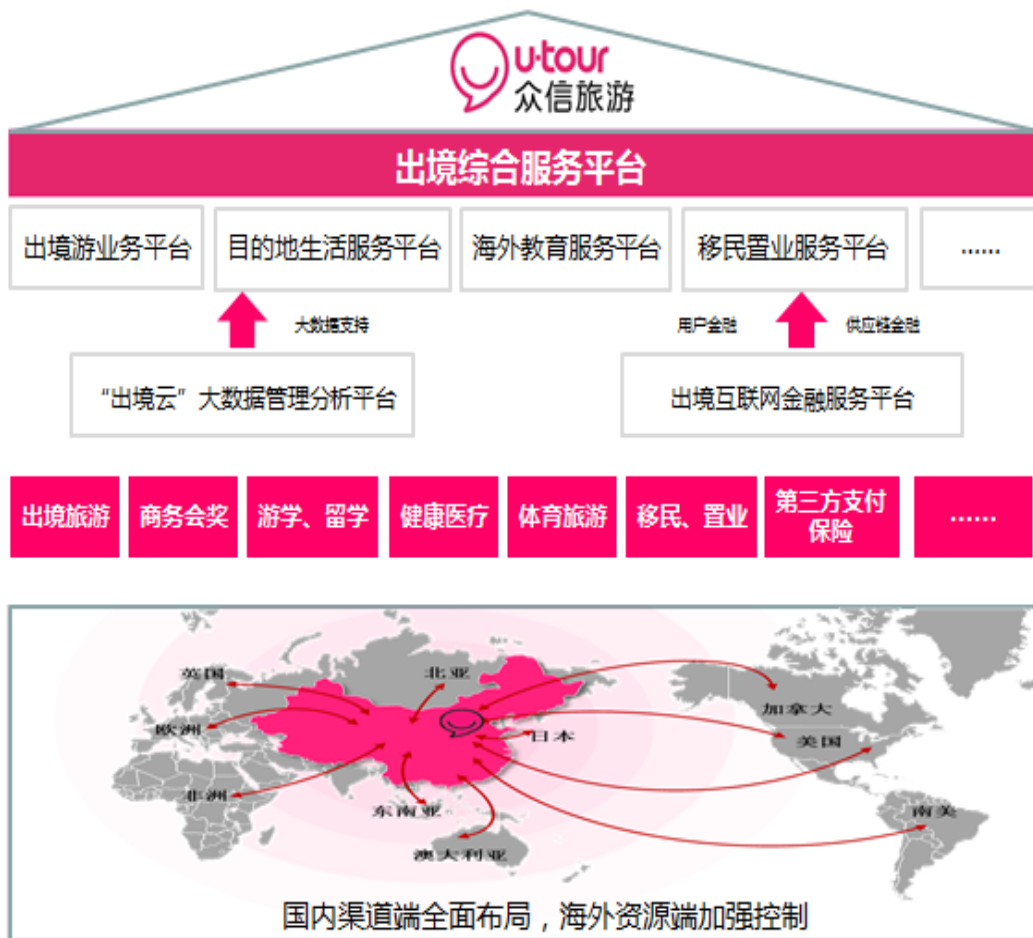 u·tour
众信旅游
出境综合服务平台
出境游业务平台
目的地生活服务平台
海外教育服务平台
移民置业服务平台
......
大数据支持
用户金融
供应链金融
“出境云”大数据管理分析平台
出境互联网金融服务平台
出境旅游
商务会奖
游学、留学
健康医疗
体育旅游
移民、置业
第三方支付
保险
......
英国
北亚
加拿大
欧洲
日本
美国
非洲
东南亚
南美
澳大利亚
国内渠道端全面布局，海外资源端加强控制